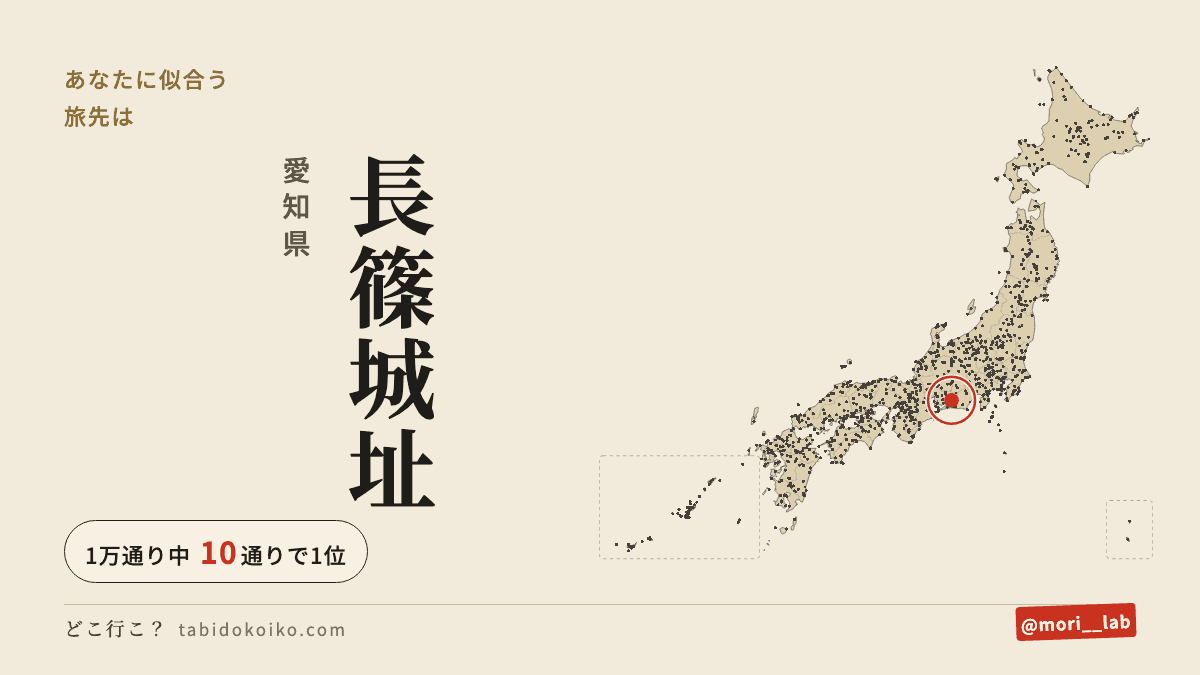 あなたに似合う
旅先は
長篠城址
愛知県
1万通り中 10通りで1位
どこ行こ? tabidokoiko.com
@mori__lab